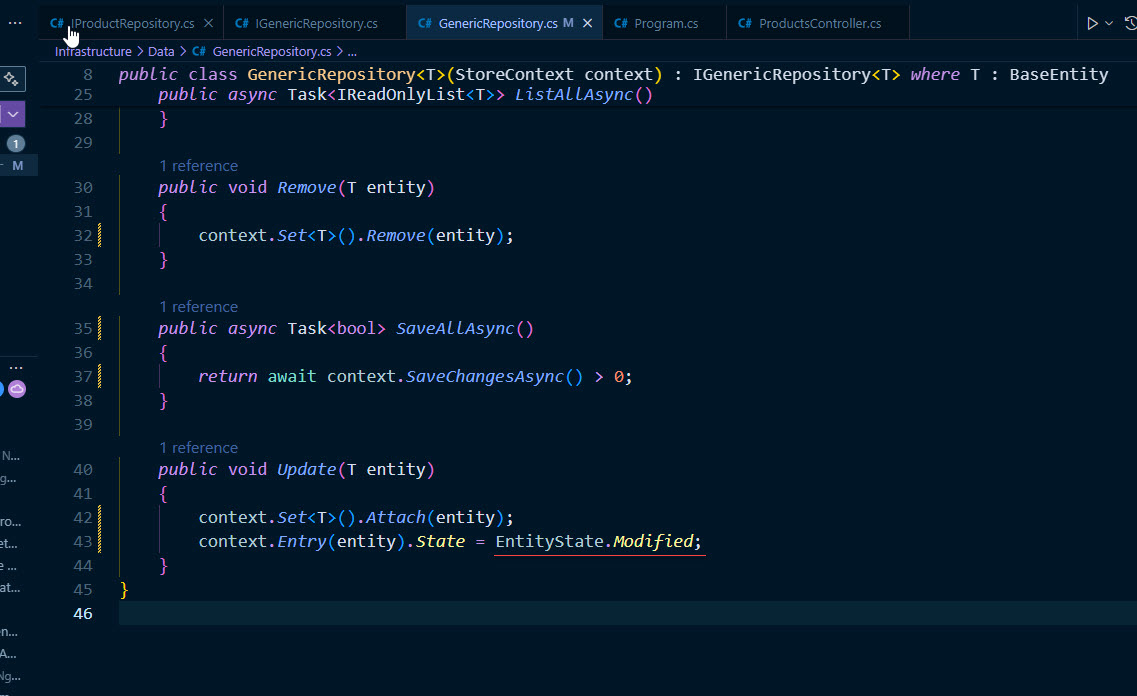 ... C# IProductRepository.cs × C# IGenericRepository.cs C# GenericRepository.cs M × C# Program.cs C# ProductsController.cs
Infrastructure > Data > C# GenericRepository.cs > ...
8 public class GenericRepository<T>(StoreContext context) : IGenericRepository<T> where T : BaseEntity
25 public async Task<IReadOnlyList<T>> ListAllAsync()
28 }
29
1
1 reference
M
30 public void Remove(T entity)
31 {
32 context.Set<T>().Remove(entity);
33 }
34
1 reference
35 public async Task<bool> SaveAllAsync()
36 {
...
37 return await context.SaveChangesAsync() > 0;
38 }
39
1 reference
N...
40 public void Update(T entity)
g...
41 {
42 context.Set<T>().Attach(entity);
ro...
43 context.Entry(entity).State = EntityState.Modified;
et...
44 }
e ...
45 }
at...
46
n...
A...
Ng...